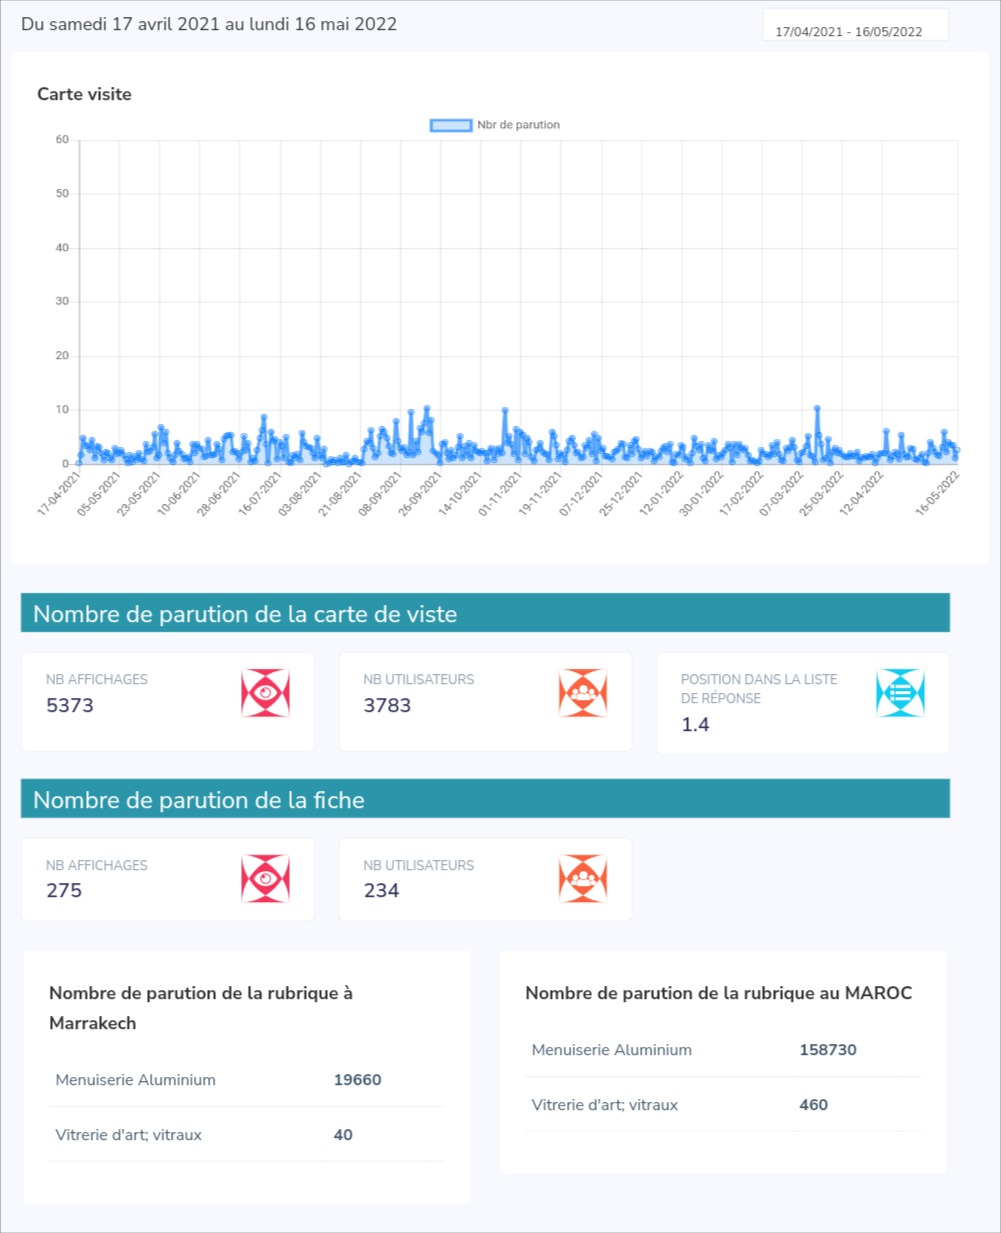 Du samedi 17 avril 2021 au lundi 16 mai 2022
17/04/2021 - 16/05/2022
Carte visite
Nbr de parution
60
50
40
30
20
10
0
17-04-2021
05-05-2021
23-05-2021
10-06-2021
28-06-2021
16-07-2021
03-08-2021
21-08-2021
08-09-2021
26-09-2021
14-10-2021
01-11-2021
19-11-2021
07-12-2021
25-12-2021
12-01-2022
30-01-2022
17-02-2022
07-03-2022
25-03-2022
12-04-2022
16-05-2022
Nombre de parution de la carte de viste
NB AFFICHAGES
5373
NB UTILISATEURS
3783
POSITION DANS LA LISTE
DE RÉPONSE
1.4
Nombre de parution de la fiche
NB AFFICHAGES
275
NB UTILISATEURS
234
Nombre de parution de la rubrique à
Marrakech
Menuiserie Aluminium 19660
Vitrerie d'art; vitraux 40
Nombre de parution de la rubrique au MAROC
Menuiserie Aluminium 158730
Vitrerie d'art; vitraux 460